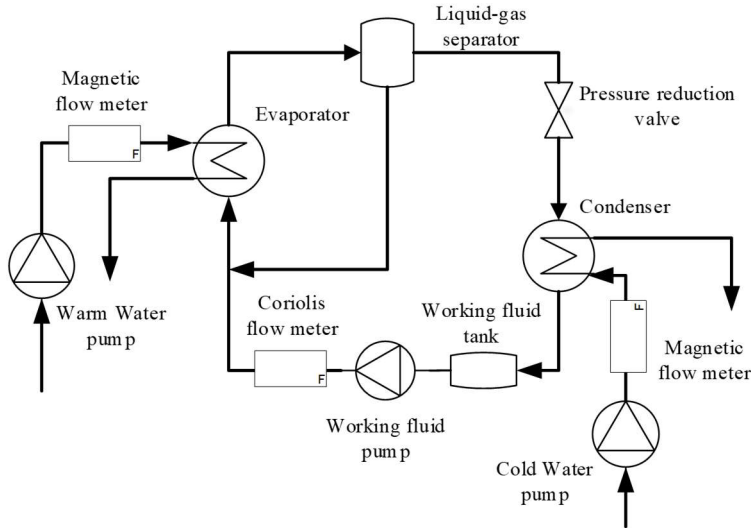 Liquid-gas
separator
Magnetic
flow meter
Evaporator
Pressure reduction
valve
F
Condenser
Warm Water
pump
Coriolis
flow meter
Working fluid
tank
F
F
Magnetic
flow meter
Working fluid
pump
Cold Water
pump